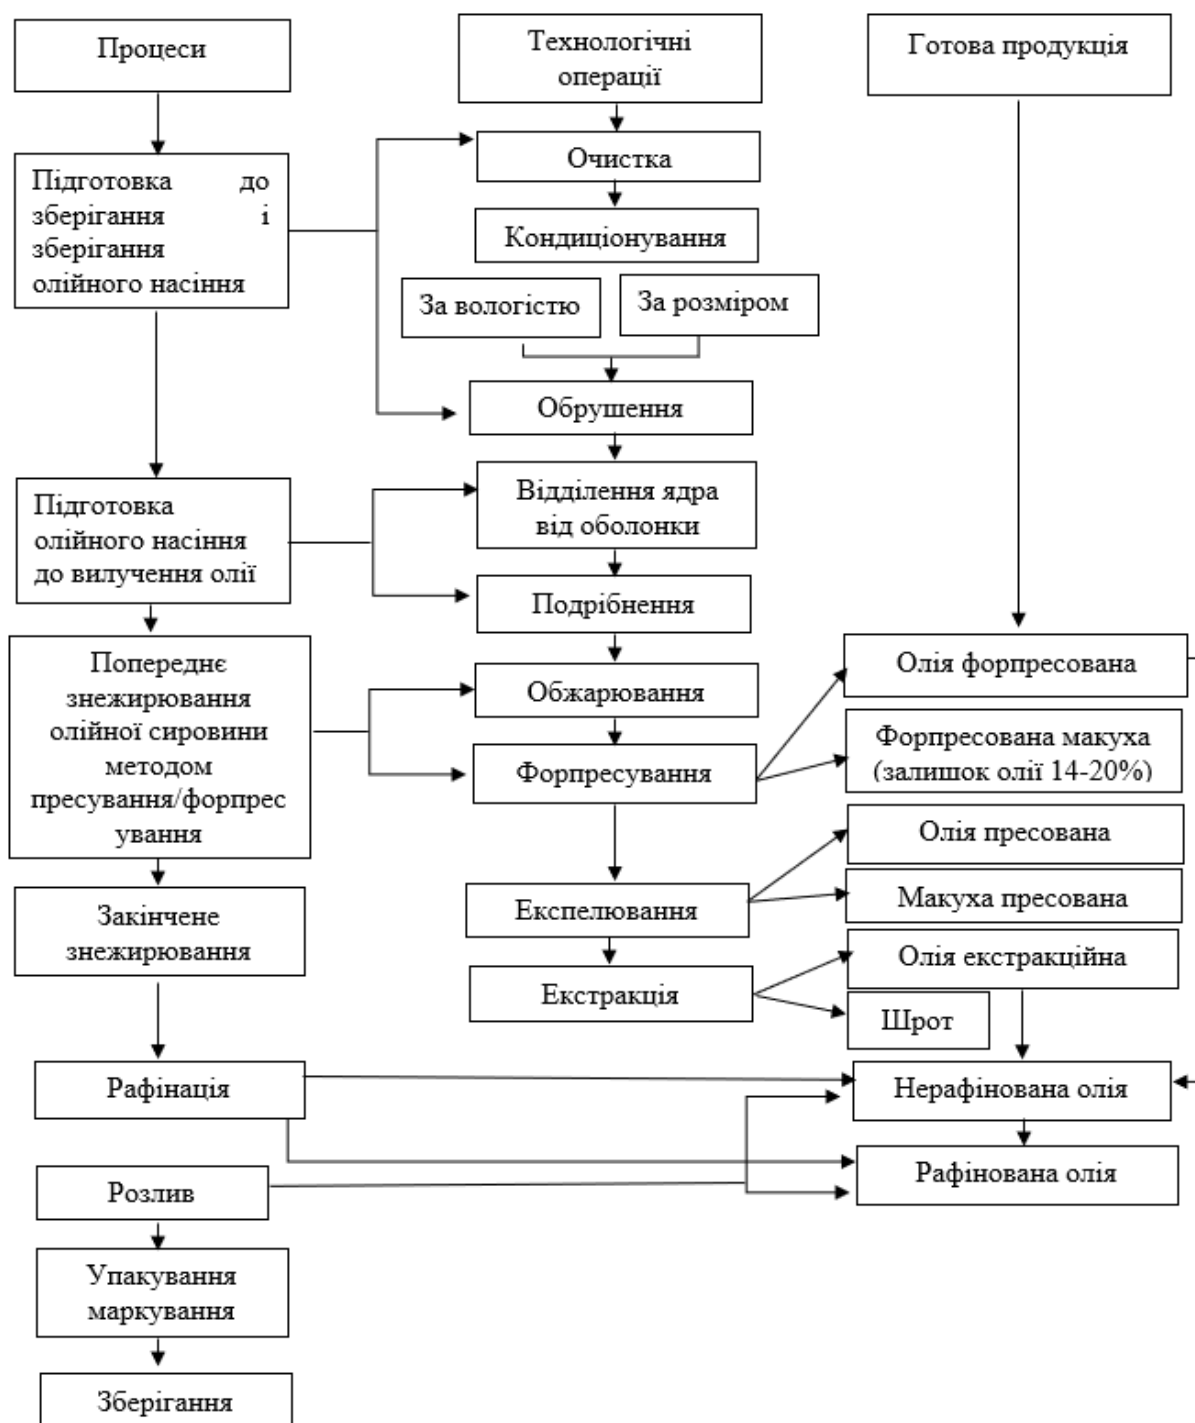 Процеси
Технологічні
операції
Готова продукція
Очистка
Підготовка до
зберігання і
зберігання
олійного насіння
Кондиціонування
За вологістю
За розміром
Обрушення
Підготовка
олійного насіння
до вилучення олії
Відділення ядра
від оболонки
Подрібнення
Попереднє
знежирювання
олійної сировини
методом
пресування/форпрес
ування
Обжарювання
Форпресування
Олія форпресована
Форпресована макуха
(залишок олії 14-20%)
Олія пресована
Макуха пресована
Закінчене
знежирювання
Експелювання
Олія екстракційна
Екстракція
Шрот
Рафінація
Нерафінована олія
Рафінована олія
Розлив
Упакування
маркування
Зберігання